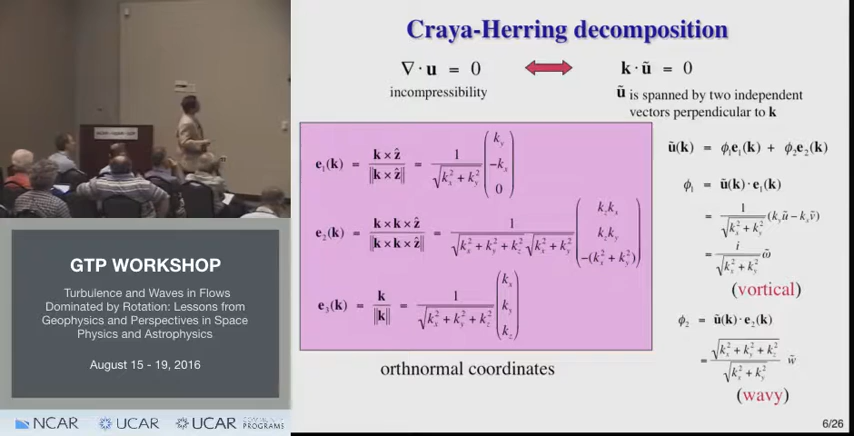 Craya-Herring decomposition
∇ · u = 0 ⟺ k · ũ = 0
incompressibility
ũ is spanned by two independent
vectors perpendicular to k
e₁(k) = (k × ẑ)/‖k × ẑ‖ = 1/√(kₓ² + k_y²) (k_y, −kₓ, 0)
e₂(k) = (k × k × ẑ)/‖k × k × ẑ‖ = 1/(√(kₓ² + k_y² + k_z²) √(kₓ² + k_y²)) (k_z kₓ, k_z k_y, −(kₓ² + k_y²))
e₃(k) = k/‖k‖ = 1/√(kₓ² + k_y² + k_z²) (kₓ, k_y, k_z)
orthnormal coordinates
ũ(k) = ϕ₁e₁(k) + ϕ₂e₂(k)
ϕ₁ = ũ(k) · e₁(k)
= 1/√(kₓ² + k_y²) (k_y ũ − kₓ ṽ)
= i/√(kₓ² + k_y²) ω̃
(vortical)
ϕ₂ = ũ(k) · e₂(k)
= √(kₓ² + k_y² + k_z²)/√(kₓ² + k_y²) w̃
(wavy)
6/26
GTP WORKSHOP
Turbulence and Waves in Flows
Dominated by Rotation: Lessons from
Geophysics and Perspectives in Space
Physics and Astrophysics
August 15 - 19, 2016
NCAR UCAR UCAR COMMUNITY PROGRAMS